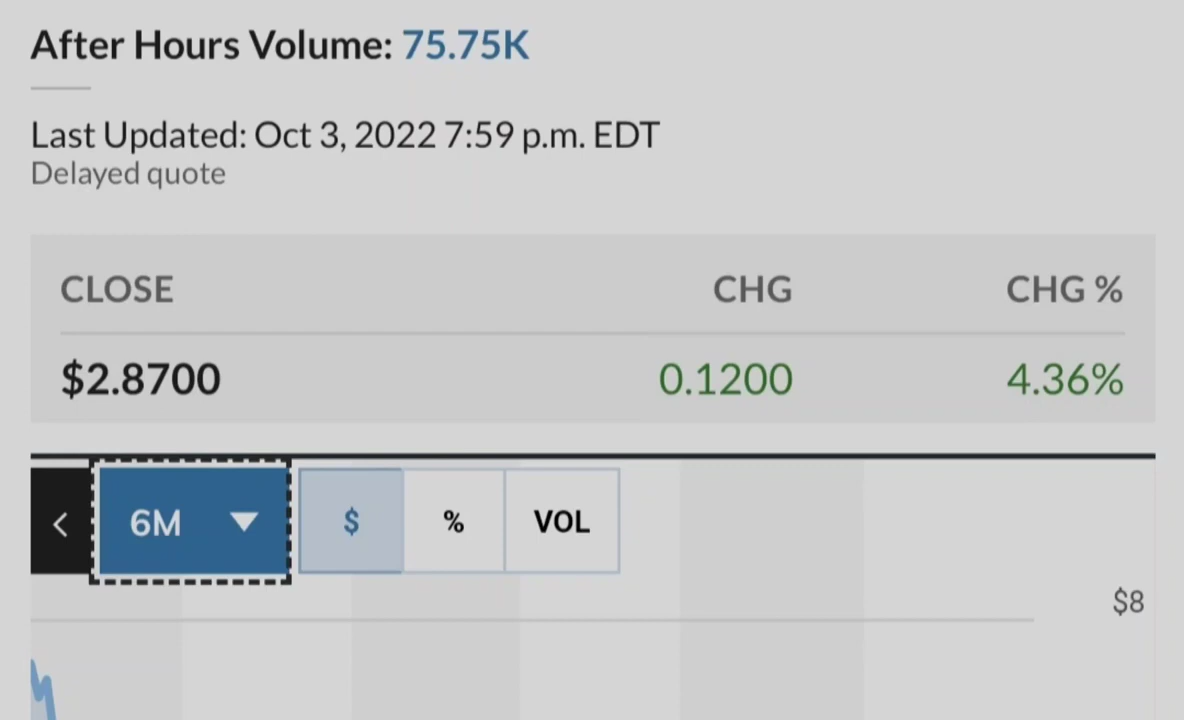 After Hours Volume: 75.75K
Last Updated: Oct 3, 2022 7:59 p.m. EDT
Delayed quote
CLOSE CHG CHG %
$2.8700 0.1200 4.36%
6M $ % VOL
$8